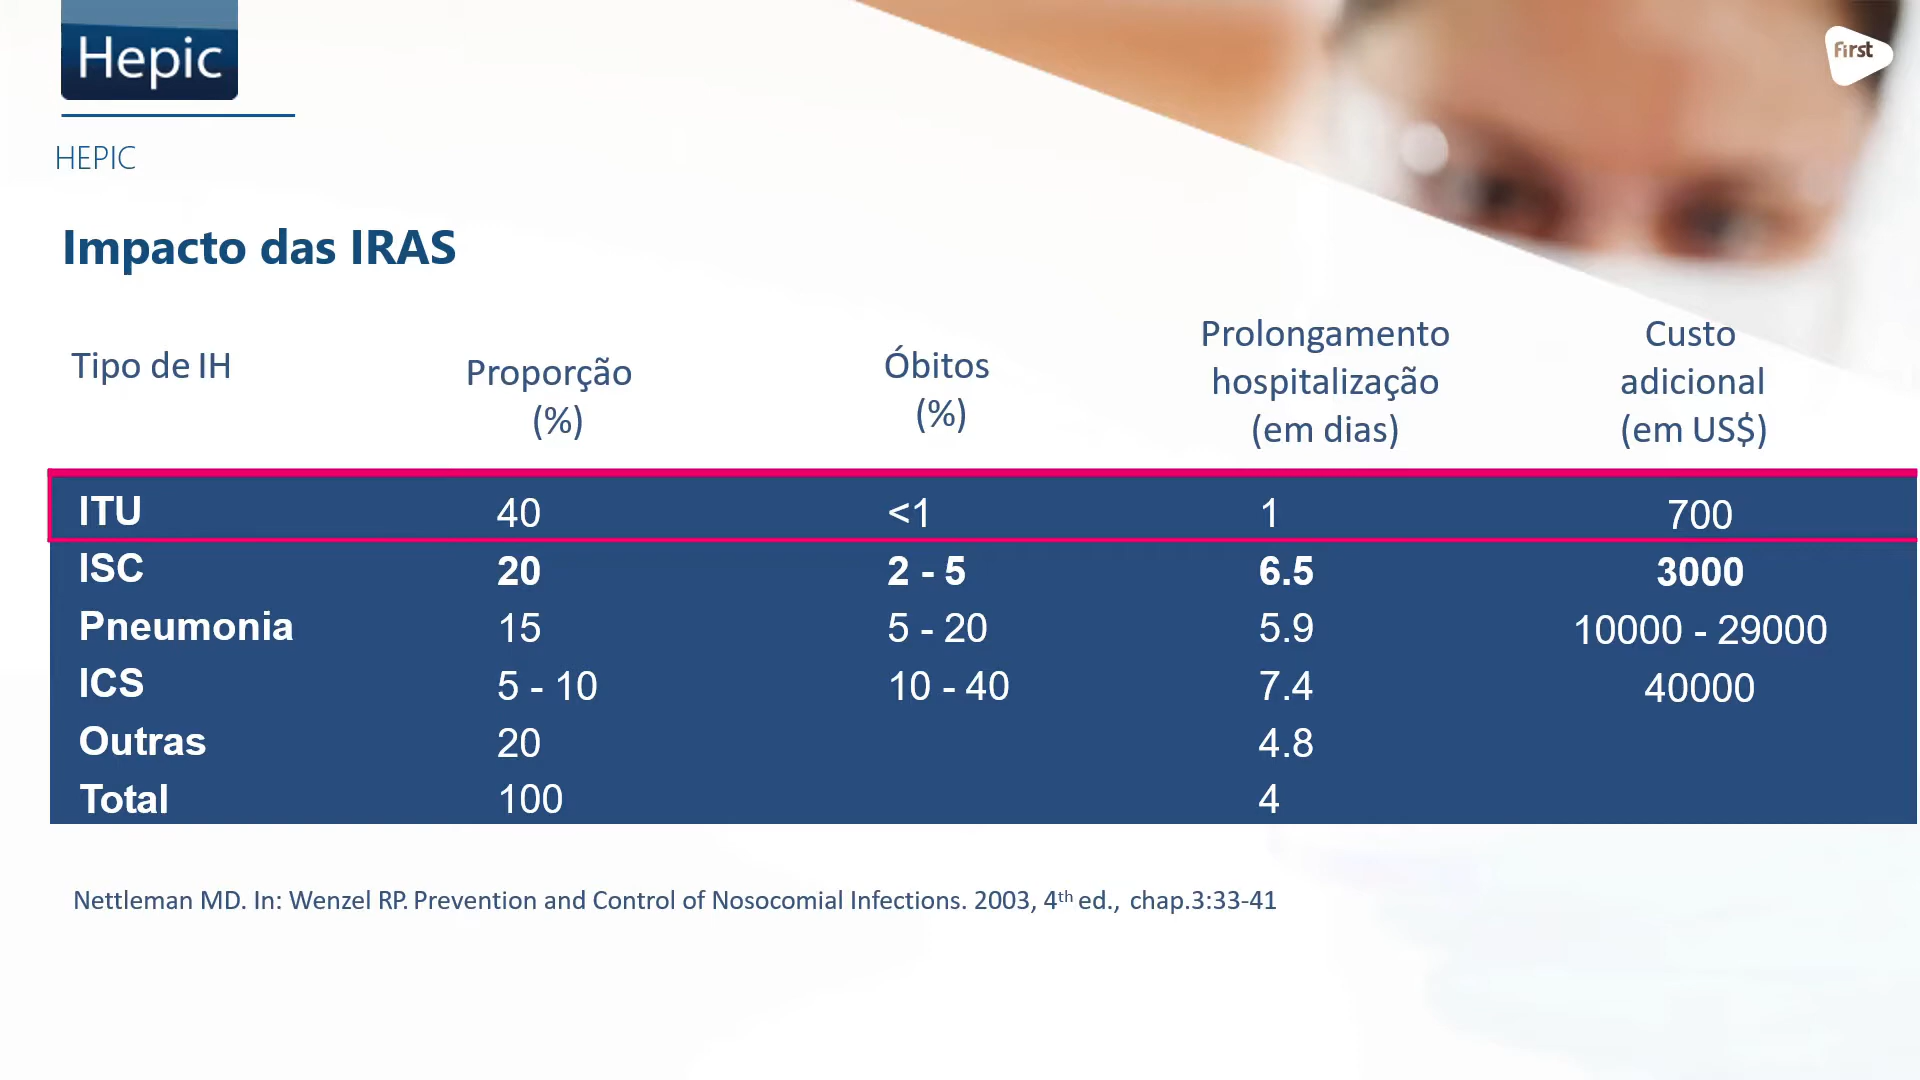 Hepic
First
HEPIC
Impacto das IRAS
Tipo de IH
Proporção
(%)
Óbitos
(%)
Prolongamento
hospitalização
(em dias)
Custo
adicional
(em US$)
ITU 40 <1 1 700
ISC 20 2 - 5 6.5 3000
Pneumonia 15 5 - 20 5.9 10000 - 29000
ICS 5 - 10 10 - 40 7.4 40000
Outras 20 4.8
Total 100 4
Nettleman MD. In: Wenzel RP. Prevention and Control of Nosocomial Infections. 2003, 4th ed., chap.3:33-41